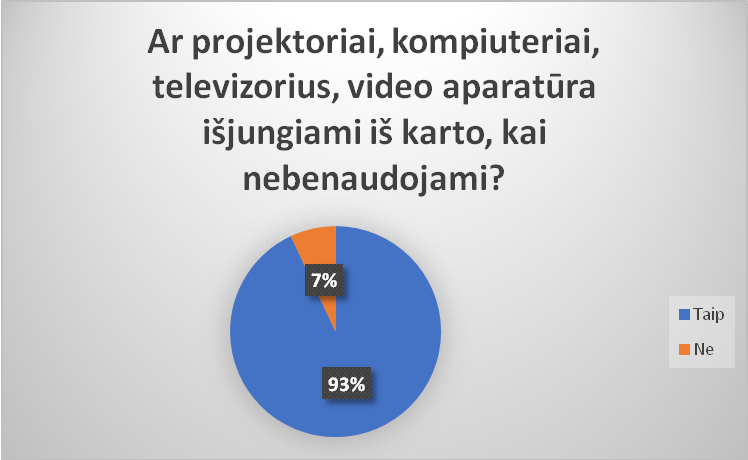 Ar projektoriai, kompiuteriai,
televizorius, video aparatūra
išjungiami iš karto, kai
nebenaudojami?
7%
93%
Taip
Ne